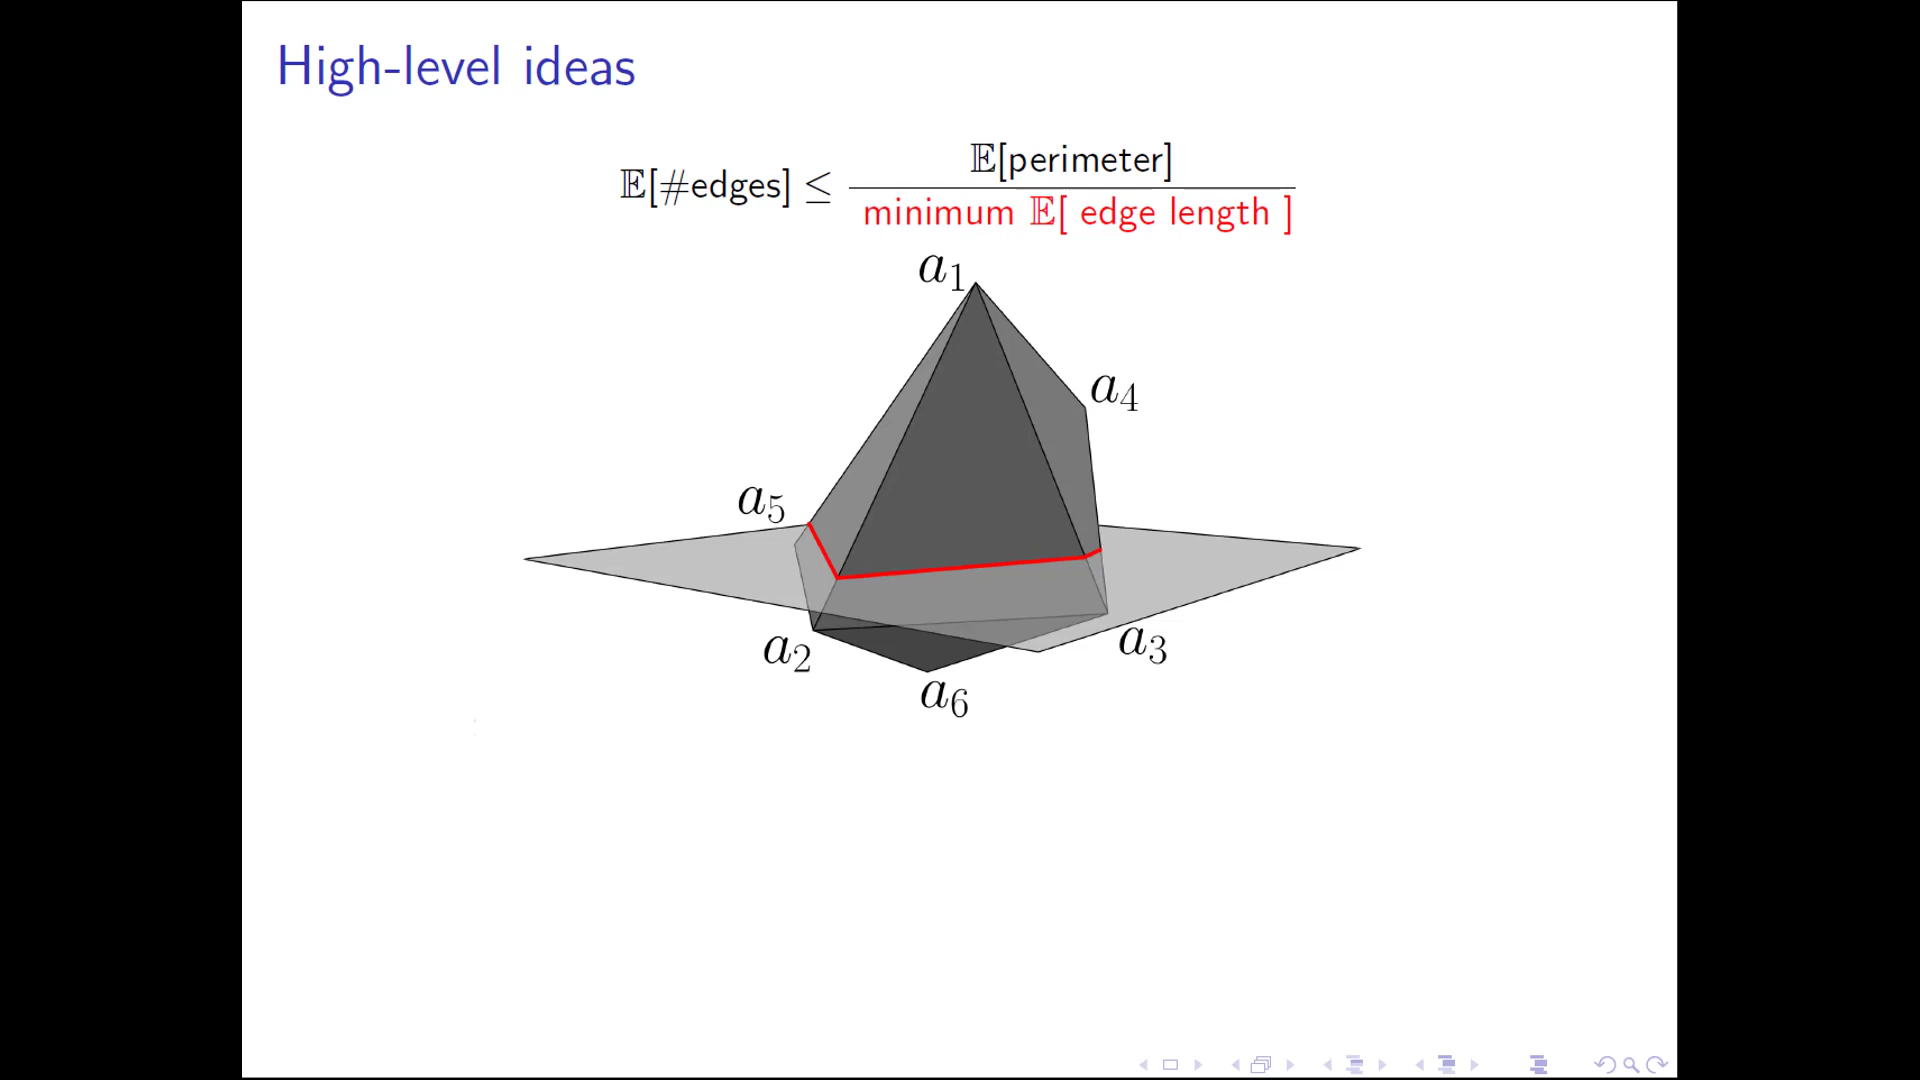 High-level ideas
𝔼[#edges] ≤ 𝔼[perimeter] / minimum 𝔼[ edge length ]
a₁
a₄
a₅
a₂
a₃
a₆